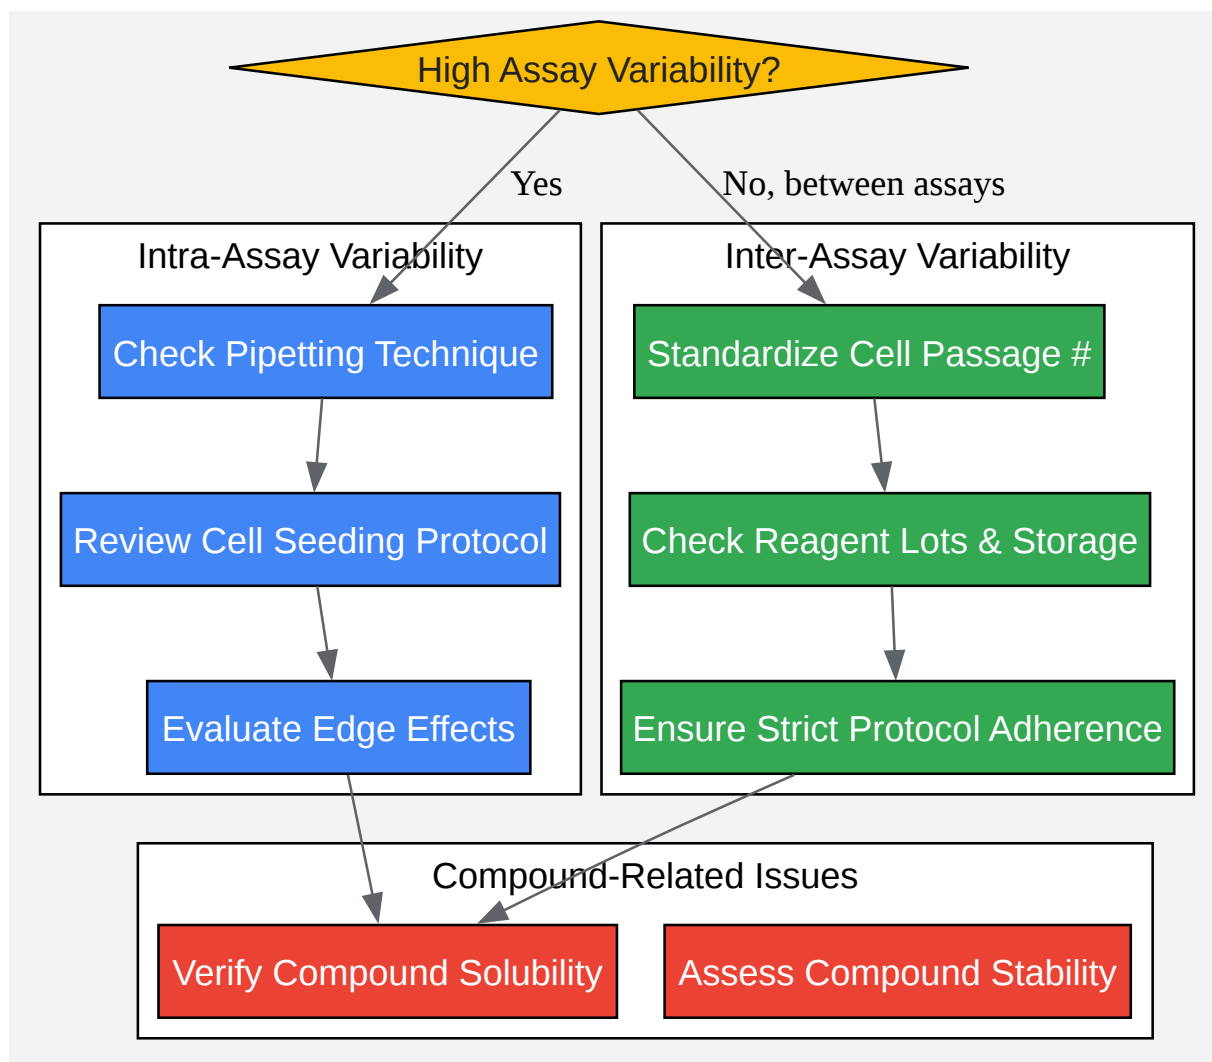 High Assay Variability?
Yes
No, between assays
Intra-Assay Variability
Check Pipetting Technique
Review Cell Seeding Protocol
Evaluate Edge Effects
Inter-Assay Variability
Standardize Cell Passage #
Check Reagent Lots & Storage
Ensure Strict Protocol Adherence
Compound-Related Issues
Verify Compound Solubility
Assess Compound Stability